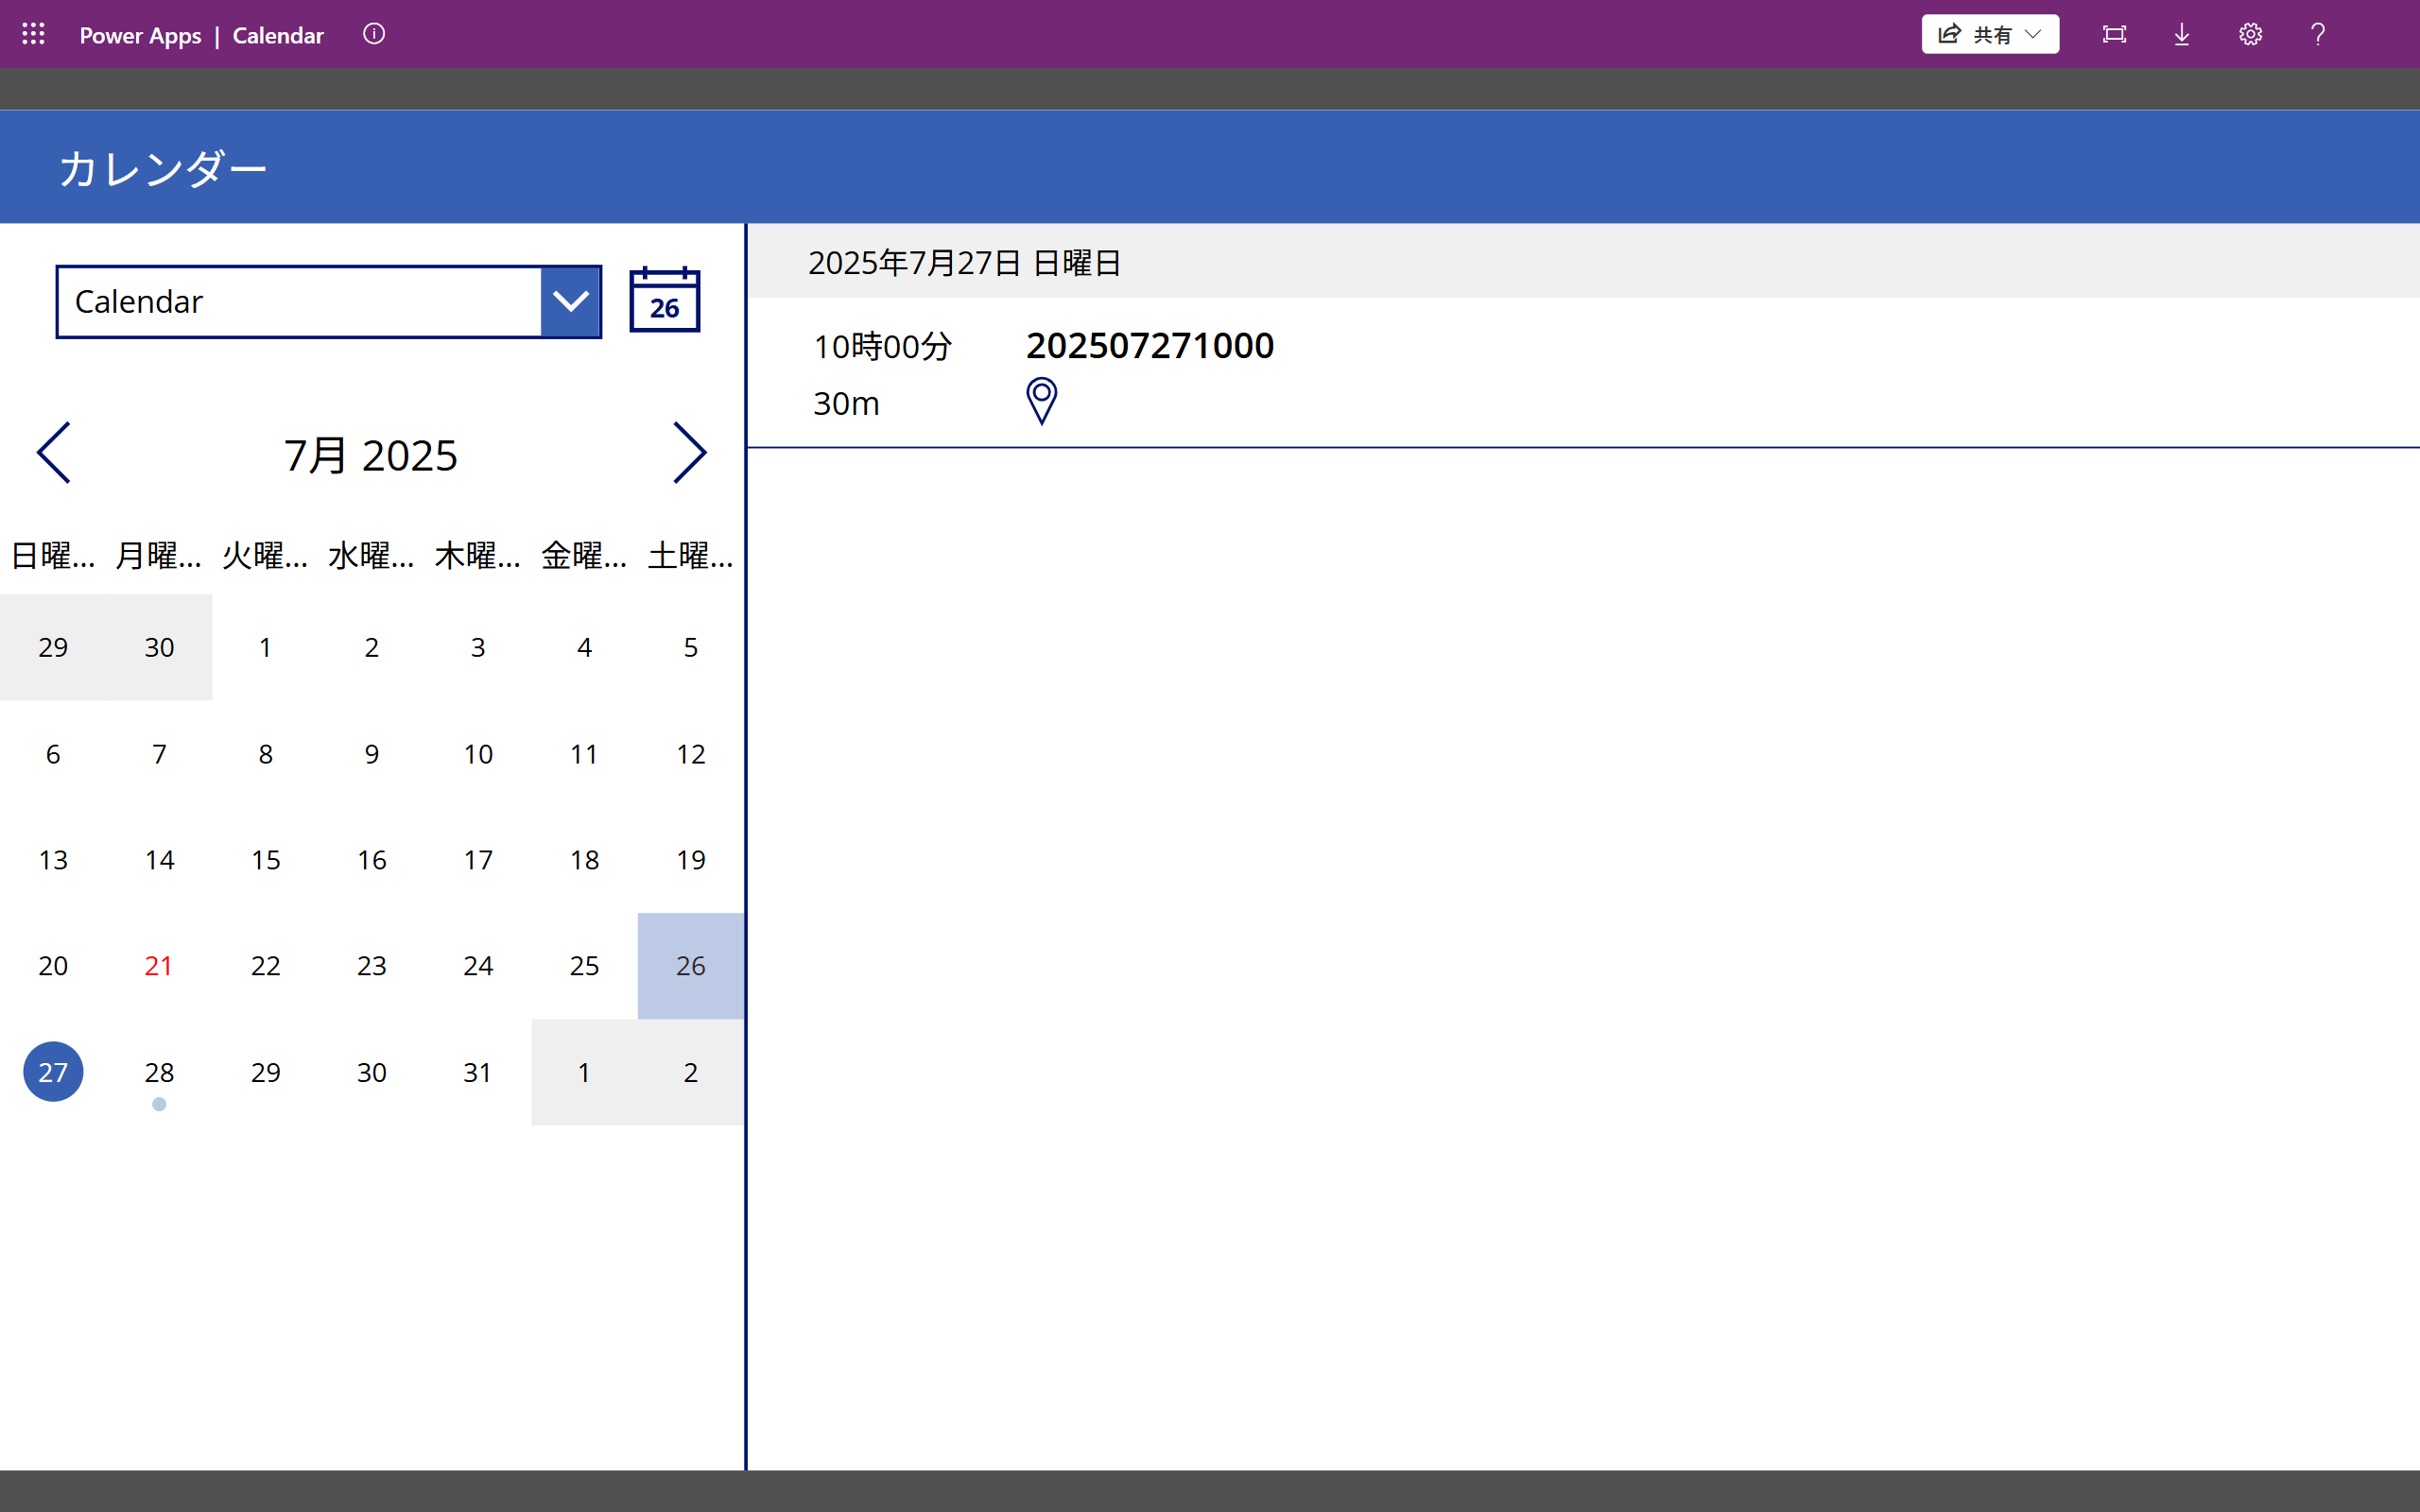 Power Apps | Calendar
共有
カレンダー
Calendar
26
7月 2025
日曜... 月曜... 火曜... 水曜... 木曜... 金曜... 土曜...
29 30 1 2 3 4 5
6 7 8 9 10 11 12
13 14 15 16 17 18 19
20 21 22 23 24 25 26
27 28 29 30 31 1 2
2025年7月27日 日曜日
10時00分 202507271000
30m